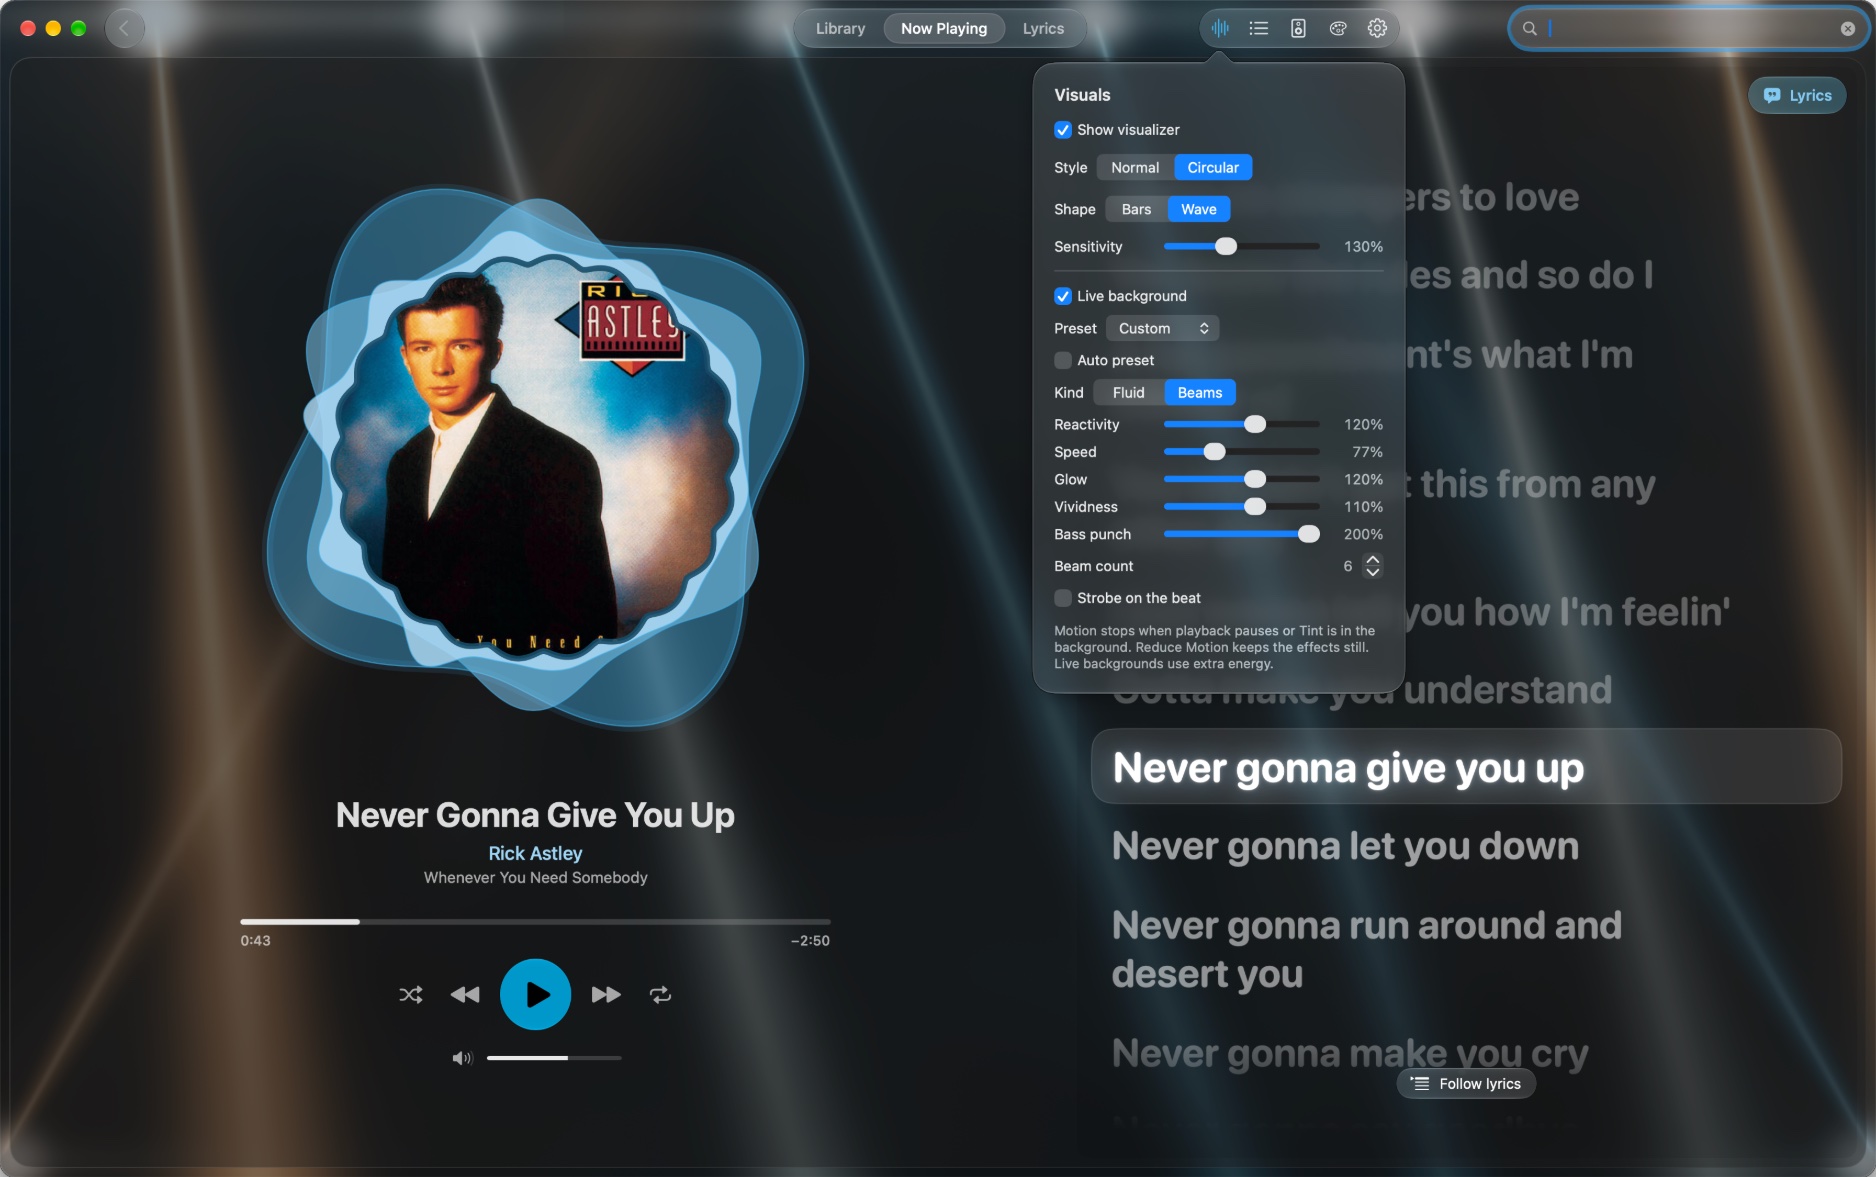 Library
Now Playing
Lyrics
Lyrics
Visuals
Show visualizer
Style Normal Circular
Shape Bars Wave
Sensitivity 130%
Live background
Preset Custom
Auto preset
Kind Fluid Beams
Reactivity 120%
Speed 77%
Glow 120%
Vividness 110%
Bass punch 200%
Beam count 6
Strobe on the beat
Motion stops when playback pauses or Tint is in the
background. Reduce Motion keeps the effects still.
Live backgrounds use extra energy.
ASTLEY
You Need
Never Gonna Give You Up
Rick Astley
Whenever You Need Somebody
0:43
−2:50
to love
and so do I
what I'm
this from any
you how I'm feelin'
Gotta make you understand
Never gonna give you up
Never gonna let you down
Never gonna run around and
desert you
Never gonna make you cry
Follow lyrics